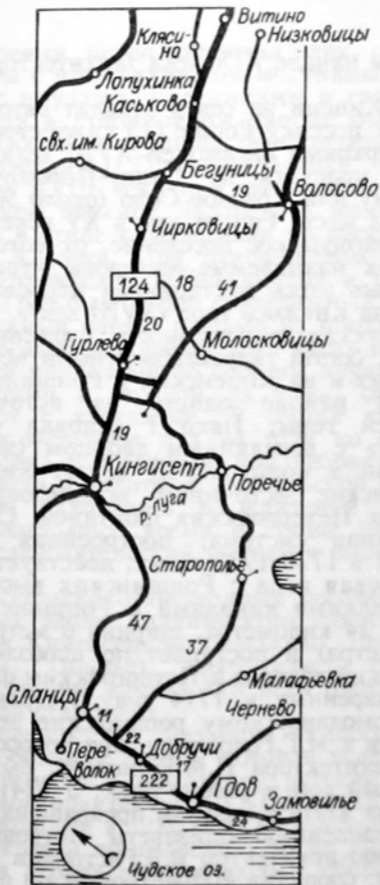 Витино
Кляси-
но
Низковицы
Лопухинка
Каськово
свх. им. Кирова
Бегуницы
19
Волосово
Чирковицы
124
18
41
20
Гурлева
Молосковицы
19
Кингисепп
р. Луга
Поречье
Старополье
47
37
Малафьевка
Сланцы
11
Чернево
22
Добручи
Пере-
волок
17
222
Гдов
Замовилье
24
Чудское оз.